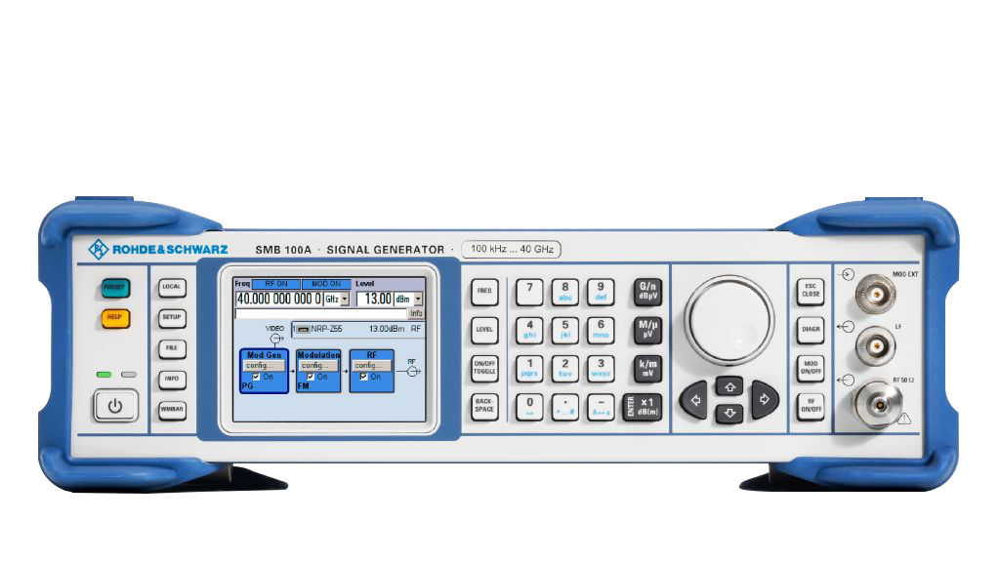 ROHDE&SCHWARZ
SMB 100A · SIGNAL GENERATOR ·
100 kHz ... 40 GHz
PRESET
HELP
LOCAL
SETUP
FILE
INFO
WINBAR
Freq
RF ON
MOD ON
Level
40.000 000 000 0
GHz
13.00
dBm
Info
VIDEO
1
NRP-Z55
13.00dBm
RF
Mod Gen
config...
On
PG
Modulation
config...
On
FM
RF
config...
On
RF
FREQ
7
8
abc
9
def
G/n
dBµV
LEVEL
4
ghi
5
jkl
6
mno
M/µ
µV
ON/OFF
TOGGLE
1
pqrs
2
tuv
3
wxyz
k/m
mV
BACK-
SPACE
0
.
*...#
–
A↔a
ENTER
x 1
dB(m)
ESC
CLOSE
DIAGR
MOD
ON/OFF
RF
ON/OFF
MOD EXT
LF
RF 50 Ω